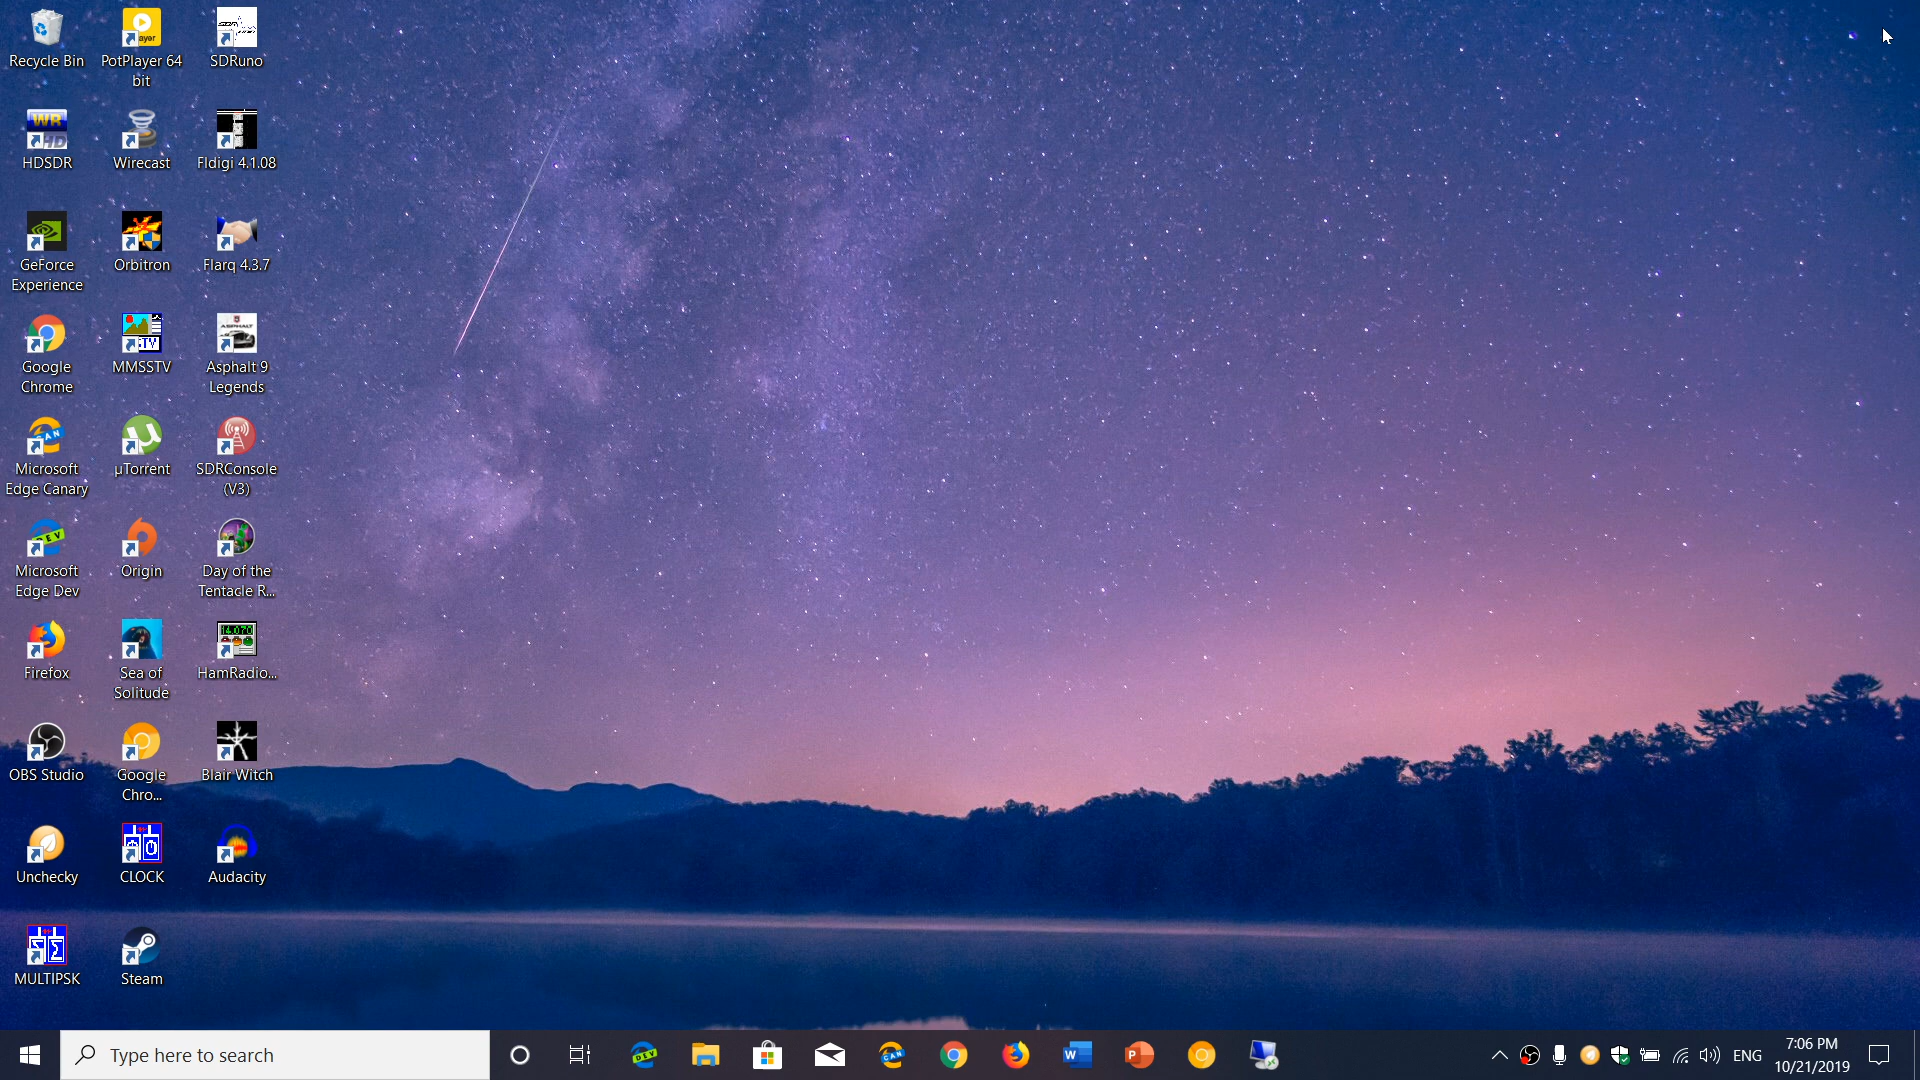 Recycle Bin
PotPlayer 64
bit
SDRuno
HDSDR
Wirecast
Fldigi 4.1.08
GeForce
Experience
Orbitron
Flarq 4.3.7
Google
Chrome
MMSSTV
Asphalt 9
Legends
Microsoft
Edge Canary
µTorrent
SDRConsole
(V3)
Microsoft
Edge Dev
Origin
Day of the
Tentacle R...
Firefox
Sea of
Solitude
HamRadio...
OBS Studio
Google
Chro...
Blair Witch
Unchecky
CLOCK
Audacity
MULTIPSK
Steam
Type here to search
ENG
7:06 PM
10/21/2019